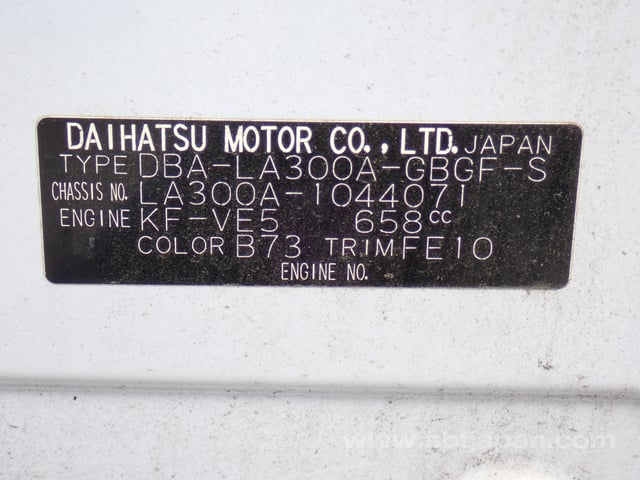 DAIHATSU MOTOR CO., LTD. JAPAN
TYPE DBA-LA300A-GBGF-S
CHASSIS NO. LA300A-1044071
ENGINE KF-VE5 658cc
COLOR B73 TRIM FE10
ENGINE NO.
www.sbtjapan.com